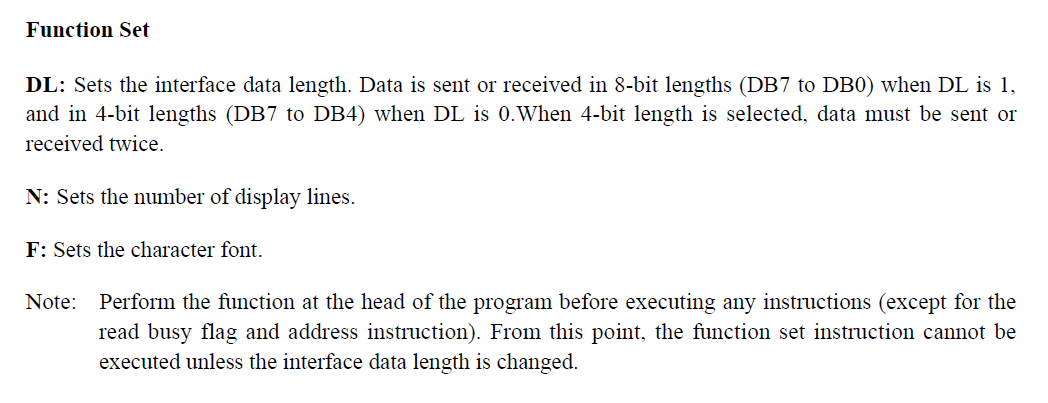 Function Set
DL: Sets the interface data length. Data is sent or received in 8-bit lengths (DB7 to DB0) when DL is 1,
and in 4-bit lengths (DB7 to DB4) when DL is 0.When 4-bit length is selected, data must be sent or
received twice.
N: Sets the number of display lines.
F: Sets the character font.
Note: Perform the function at the head of the program before executing any instructions (except for the
read busy flag and address instruction). From this point, the function set instruction cannot be
executed unless the interface data length is changed.